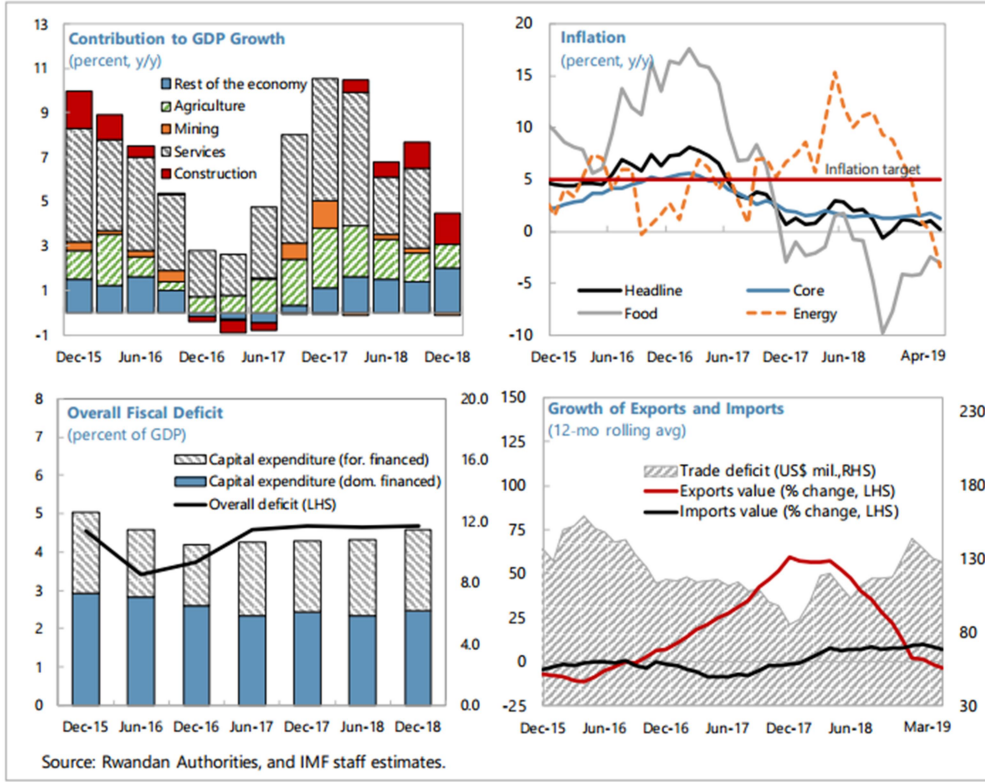 Contribution to GDP Growth
(percent, y/y)
Rest of the economy
Agriculture
Mining
Services
Construction
13
11
9
7
5
3
1
-1
Dec-15 Jun-16 Dec-16 Jun-17 Dec-17 Jun-18 Dec-18
Inflation
(percent, y/y)
20
15
10
5
0
-5
-10
Inflation target
Headline Core
Food Energy
Dec-15 Jun-16 Dec-16 Jun-17 Jun-18 Apr-19
Overall Fiscal Deficit
(percent of GDP)
Capital expenditure (for. financed)
Capital expenditure (dom. financed)
Overall deficit (LHS)
8
7
6
5
4
3
2
1
0
20.0
16.0
12.0
8.0
4.0
0.0
Dec-15 Jun-16 Dec-16 Jun-17 Dec-17 Jun-18 Dec-18
Growth of Exports and Imports
(12-mo rolling avg)
Trade deficit (US$ mil.,RHS)
Exports value (% change, LHS)
Imports value (% change, LHS)
150
125
100
75
50
25
0
-25
230
180
130
80
30
Dec-15 Jun-16 Dec-16 Jun-17 Dec-17 Jun-18 Mar-19
Source: Rwandan Authorities, and IMF staff estimates.